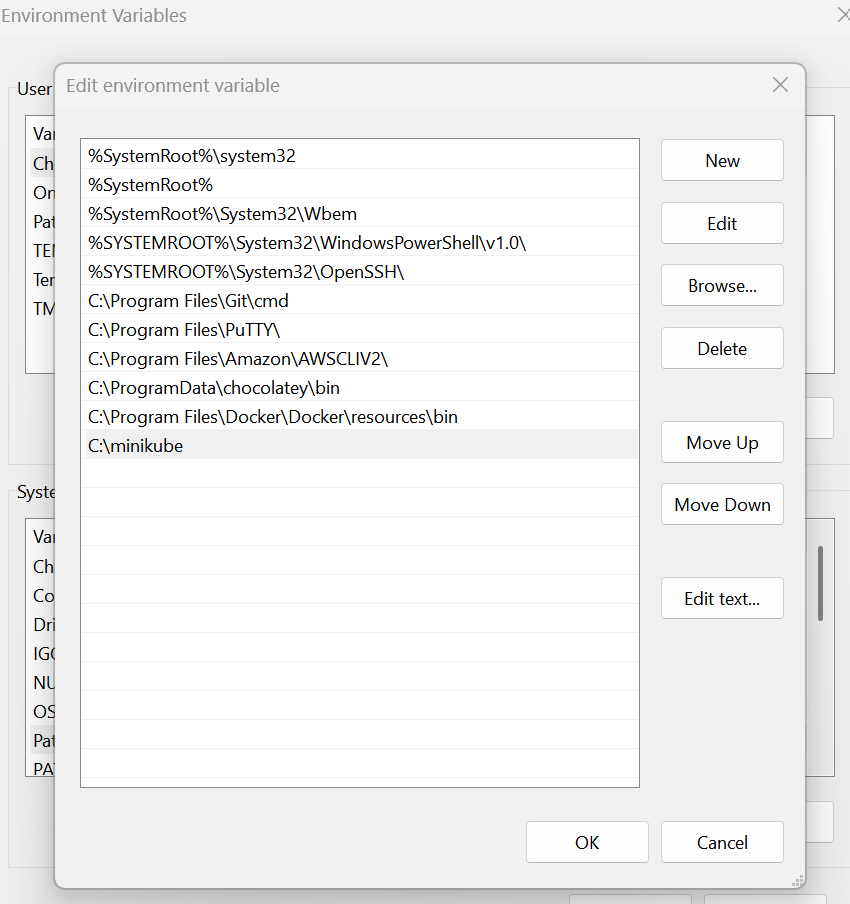 Environment Variables
Edit environment variable
User
Var
Ch
On
Pat
TEM
Ter
TM
%SystemRoot%\system32
%SystemRoot%
%SystemRoot%\System32\Wbem
%SYSTEMROOT%\System32\WindowsPowerShell\v1.0\
%SYSTEMROOT%\System32\OpenSSH\
C:\Program Files\Git\cmd
C:\Program Files\PuTTY\
C:\Program Files\Amazon\AWSCLIV2\
C:\ProgramData\chocolatey\bin
C:\Program Files\Docker\Docker\resources\bin
C:\minikube
New
Edit
Browse...
Delete
Move Up
Move Down
Edit text...
Syste
Var
Ch
Co
Dri
IGC
NU
OS
Pat
PA
OK
Cancel